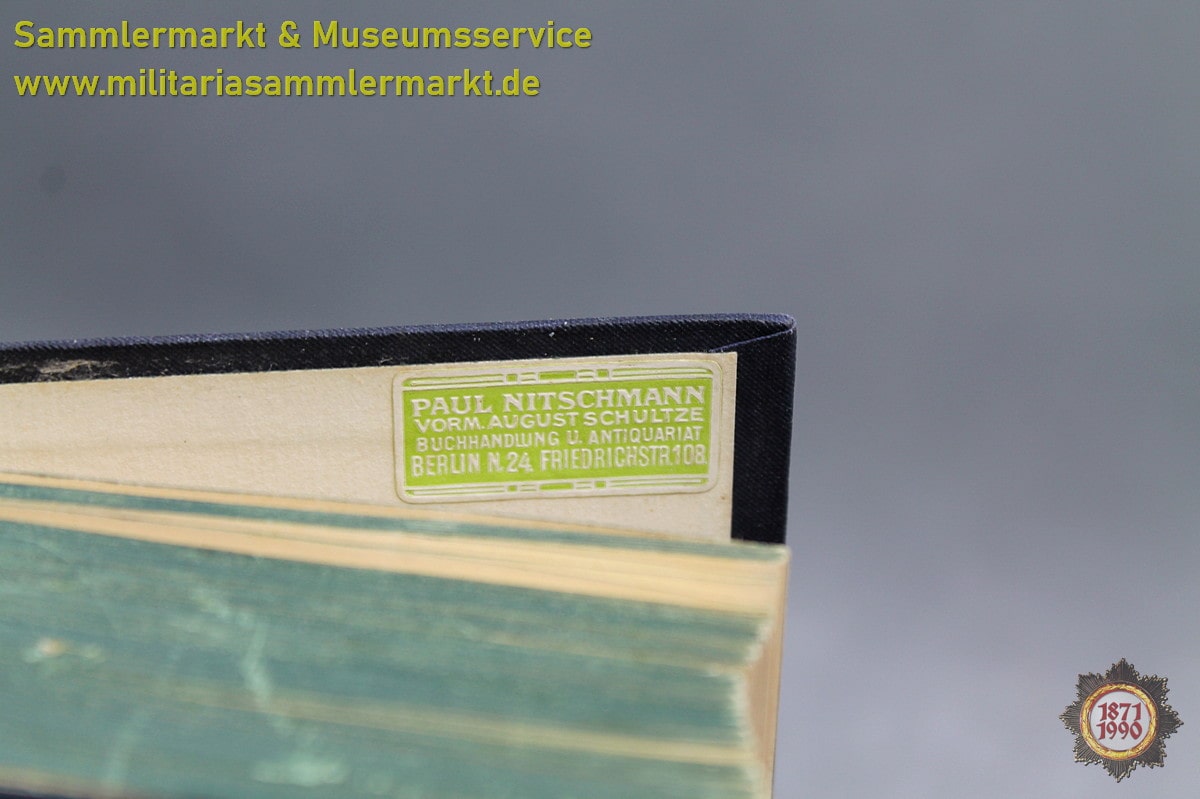 Sammlermarkt & Museumsservice
www.militariasammlermarkt.de
PAUL NITSCHMANN
VORM. AUGUST SCHULTZE
BUCHHANDLUNG U. ANTIQUARIAT
BERLIN N. 24, FRIEDRICHSTR. 108.
1871
1990